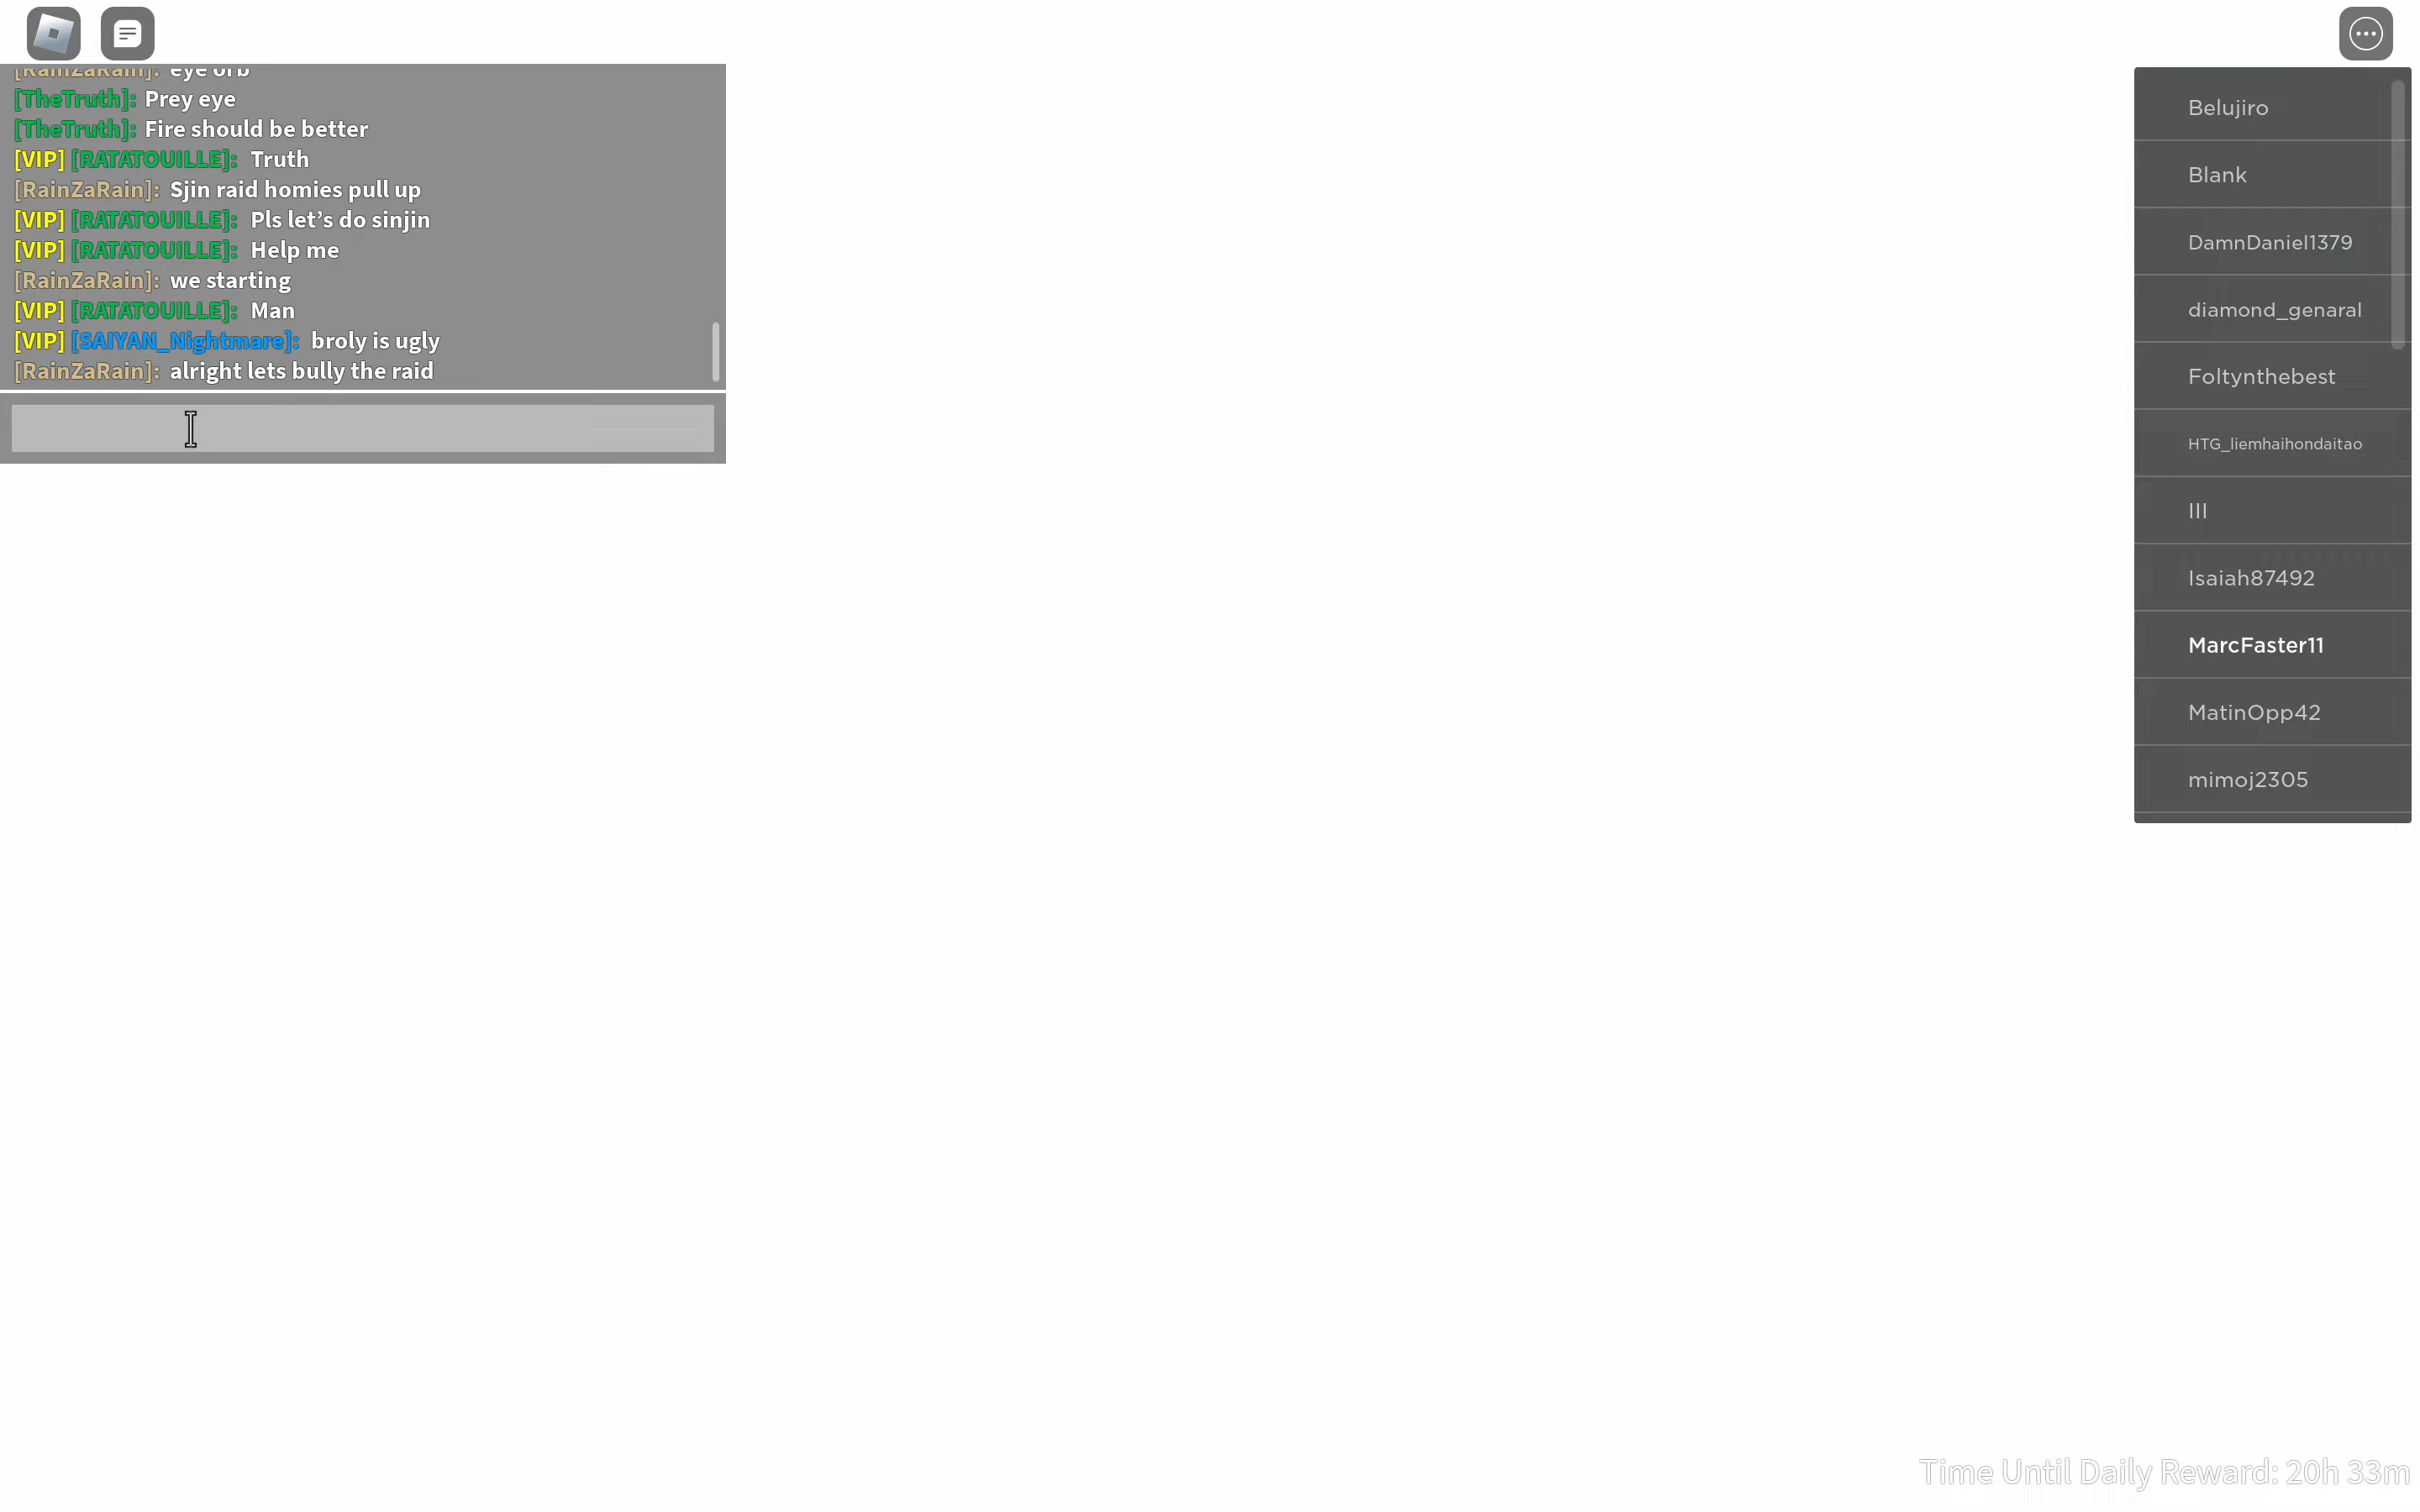 [RainZaRain]: eye orb
[TheTruth]: Prey eye
[TheTruth]: Fire should be better
[VIP] [RATATOUILLE]: Truth
[RainZaRain]: Sjin raid homies pull up
[VIP] [RATATOUILLE]: Pls let’s do sinjin
[VIP] [RATATOUILLE]: Help me
[RainZaRain]: we starting
[VIP] [RATATOUILLE]: Man
[VIP] [SAIYAN_Nightmare]: broly is ugly
[RainZaRain]: alright lets bully the raid
Belujiro
Blank
DamnDaniel1379
diamond_genaral
Foltynthebest
HTG_liemhaihondaitao
III
Isaiah87492
MarcFaster11
MatinOpp42
mimoj2305
Time Until Daily Reward: 20h 33m